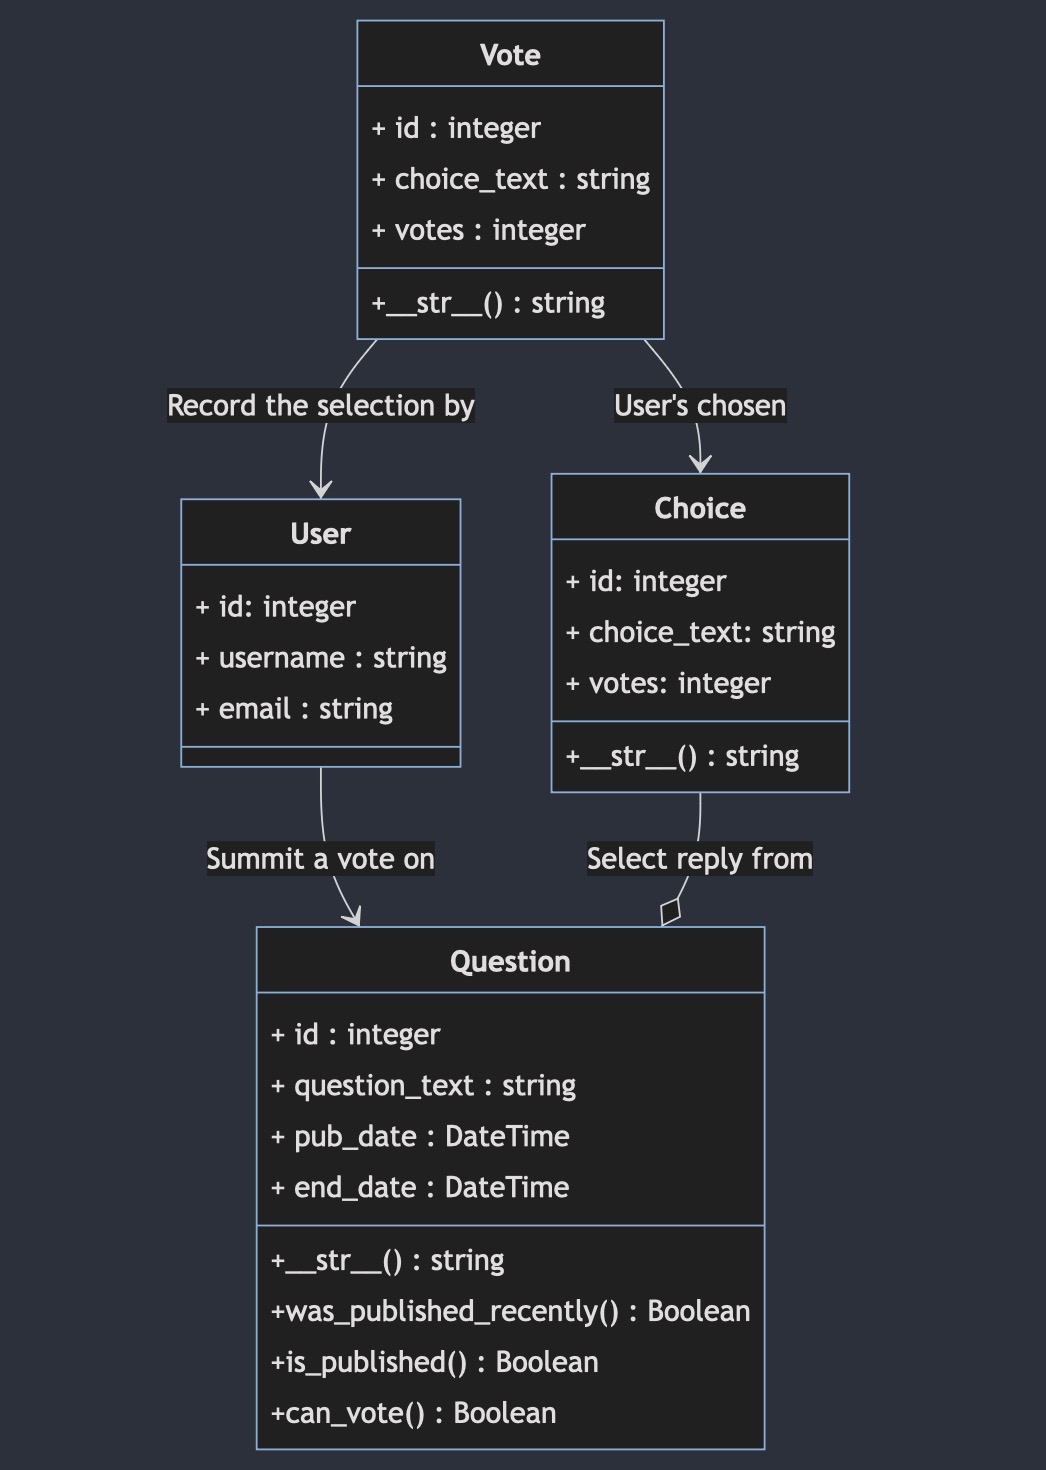 Vote
+ id : integer
+ choice_text : string
+ votes : integer
+__str__() : string
Record the selection by
User's chosen
User
+ id: integer
+ username : string
+ email : string
Choice
+ id: integer
+ choice_text: string
+ votes: integer
+__str__() : string
Summit a vote on
Select reply from
Question
+ id : integer
+ question_text : string
+ pub_date : DateTime
+ end_date : DateTime
+__str__() : string
+was_published_recently() : Boolean
+is_published() : Boolean
+can_vote() : Boolean